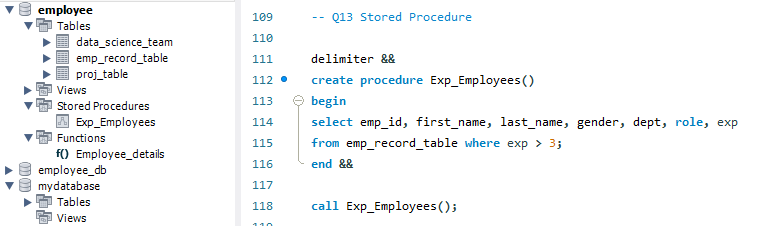 employee
Tables
data_science_team
emp_record_table
proj_table
Views
Stored Procedures
Exp_Employees
Functions
f() Employee_details
employee_db
mydatabase
Tables
Views
109 -- Q13 Stored Procedure
110
111 delimiter &&
112 create procedure Exp_Employees()
113 begin
114 select emp_id, first_name, last_name, gender, dept, role, exp
115 from emp_record_table where exp > 3;
116 end &&
117
118 call Exp_Employees();